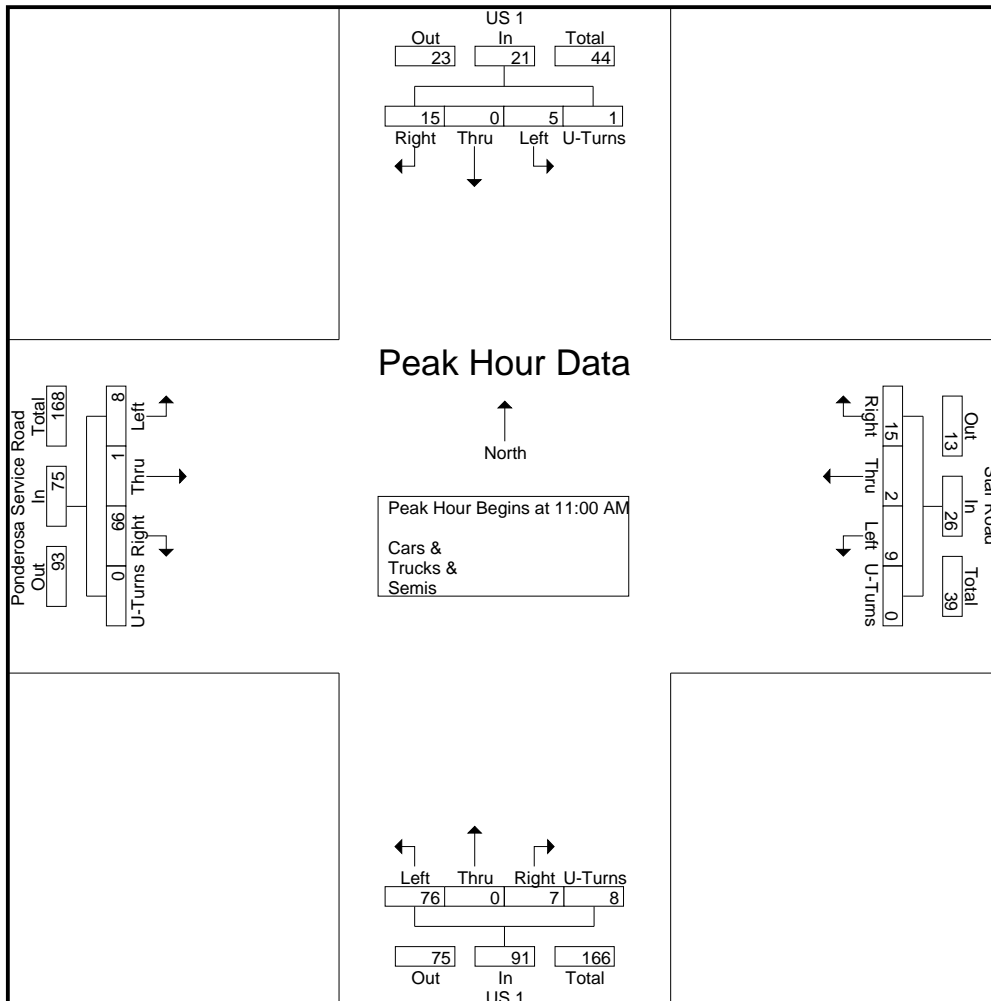 US 1
Out In Total
23 21 44
15 0 5 1
Right Thru Left U-Turns
Peak Hour Data
North
Peak Hour Begins at 11:00 AM
Cars &
Trucks &
Semis
Ponderosa Service Road
Total In Out
168 75 93
8 1 66 0
Left Thru Right U-Turns
Out In Total
13 26 39
15 2 9 0
Right Thru Left U-Turns
Road
Left Thru Right U-Turns
76 0 7 8
75 91 166
Out In Total
US 1